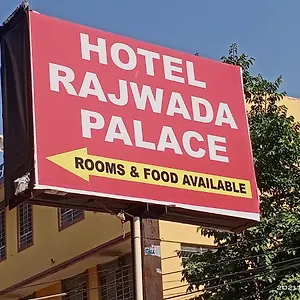 HOTEL
RAJWADA
PALACE
ROOMS & FOOD AVAILABLE